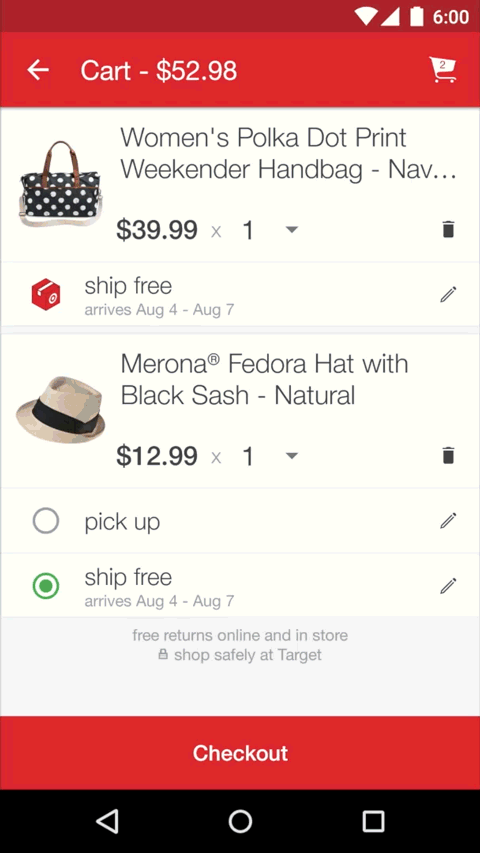 6:00
Cart - $52.98
2
Women's Polka Dot Print
Weekender Handbag - Nav...
$39.99 x 1
ship free
arrives Aug 4 - Aug 7
Merona® Fedora Hat with
Black Sash - Natural
$12.99 x 1
pick up
ship free
arrives Aug 4 - Aug 7
free returns online and in store
shop safely at Target
Checkout